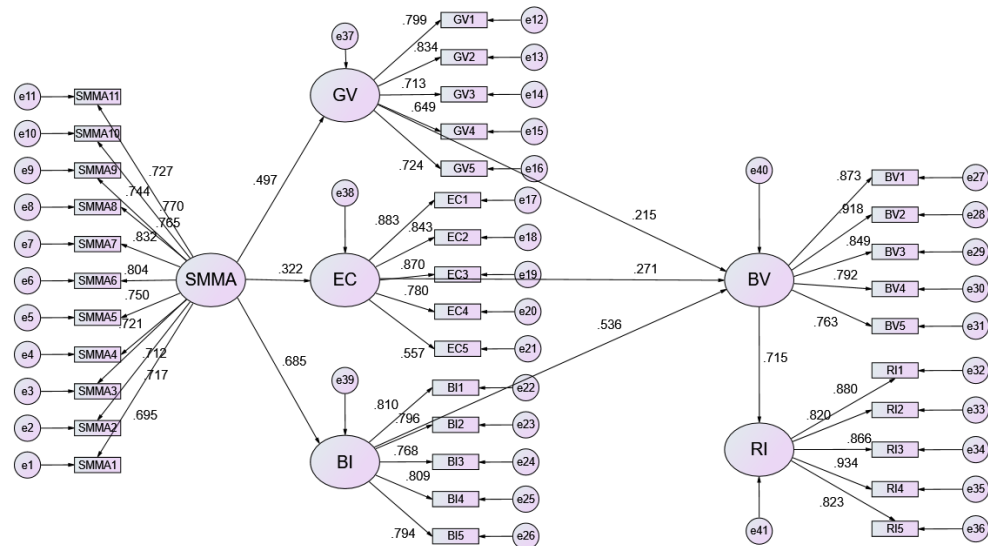 e11 SMMA11
e10 SMMA10
e9 SMMA9
e8 SMMA8
e7 SMMA7
e6 SMMA6
e5 SMMA5
e4 SMMA4
e3 SMMA3
e2 SMMA2
e1 SMMA1
.727
.744
.770
.765
.832
.804
.750
.721
.712
.717
.695
SMMA
.497
.322
.685
e37
GV
.799 GV1 e12
.834 GV2 e13
.713 GV3 e14
.649 GV4 e15
.724 GV5 e16
e38
EC
.883 EC1 e17
.843 EC2 e18
.870 EC3 e19
.780 EC4 e20
.557 EC5 e21
e39
BI
.810 BI1 e22
.796 BI2 e23
.768 BI3 e24
.809 BI4 e25
.794 BI5 e26
.215
.271
.536
e40
BV
.873 BV1 e27
.918 BV2 e28
.849 BV3 e29
.792 BV4 e30
.763 BV5 e31
.715
RI
e41
.880 RI1 e32
.820 RI2 e33
.866 RI3 e34
.934 RI4 e35
.823 RI5 e36